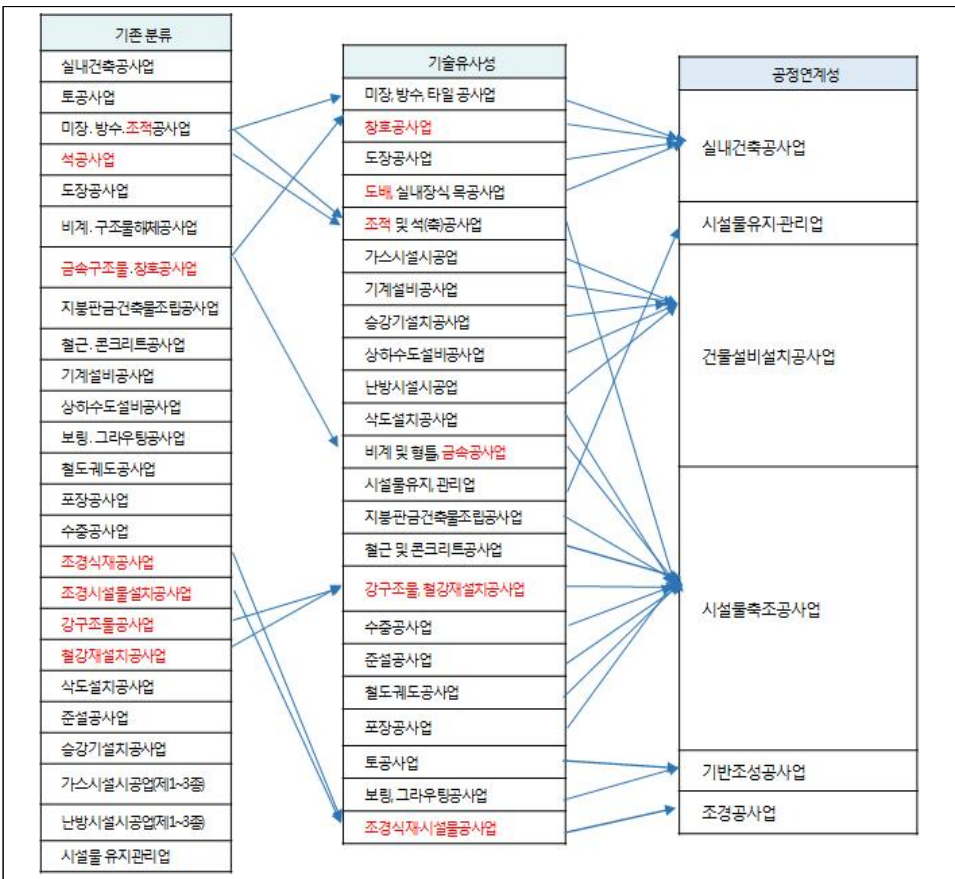 기존 분류
실내건축공사업
토공사업
미장. 방수. 조적공사업
석공사업
도장공사업
비계. 구조물해체공사업
금속구조물. 창호공사업
지붕판금건축물조립공사업
철근. 콘크리트공사업
기계설비공사업
상하수도설비공사업
보링. 그라우팅공사업
철도궤도공사업
포장공사업
수중공사업
조경식재공사업
조경시설물설치공사업
강구조물공사업
철강재설치공사업
삭도설치공사업
준설공사업
승강기설치공사업
가스시설시공업(제1~3종)
난방시설시공업(제1~3종)
시설물 유지관리업
기술유사성
미장, 방수, 타일 공사업
창호공사업
도장공사업
도배, 실내장식, 목공사업
조적 및 석(축)공사업
가스시설시공업
기계설비공사업
승강기설치공사업
상하수도설비공사업
난방시설시공업
삭도설치공사업
비계 및 형틀, 금속공사업
시설물유지, 관리업
지붕판금건축물조립공사업
철근 및 콘크리트공사업
강구조물, 철강재설치공사업
수중공사업
준설공사업
철도궤도공사업
포장공사업
토공사업
보링, 그라우팅공사업
조경식재·시설물공사업
공정연계성
실내건축공사업
시설물유지·관리업
건물설비설치공사업
시설물축조공사업
기반조성공사업
조경공사업